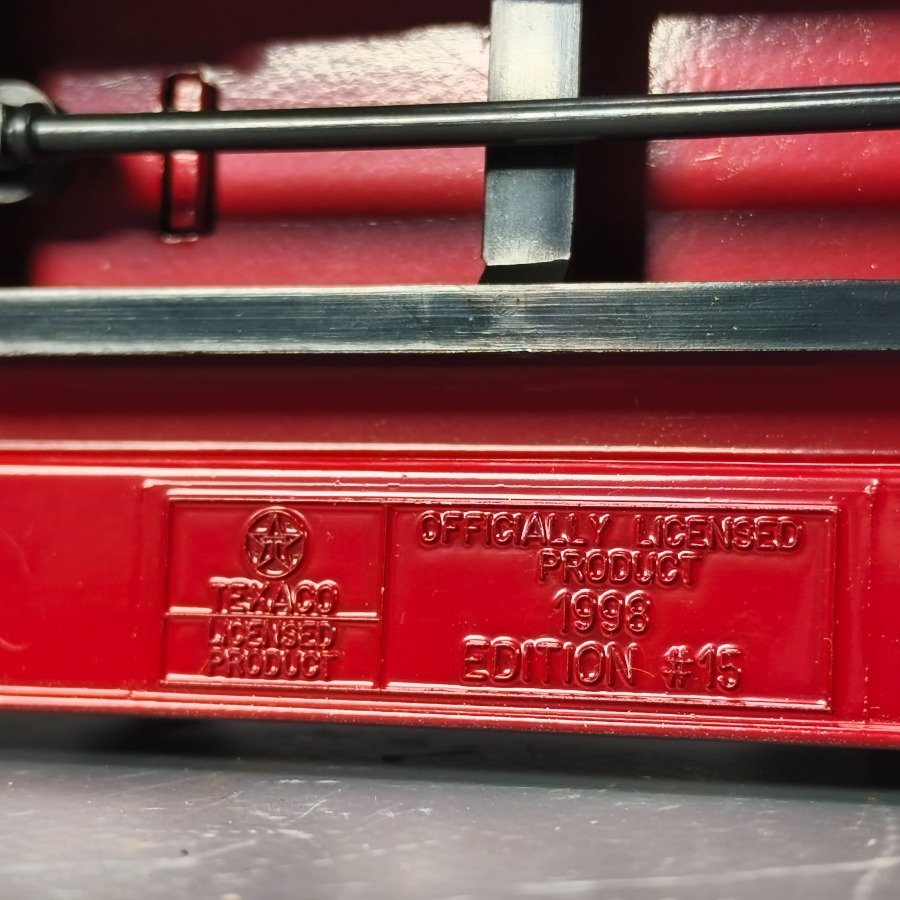 TEXACO
LICENSED
PRODUCT
OFFICIALLY LICENSED
PRODUCT
1998
EDITION #15